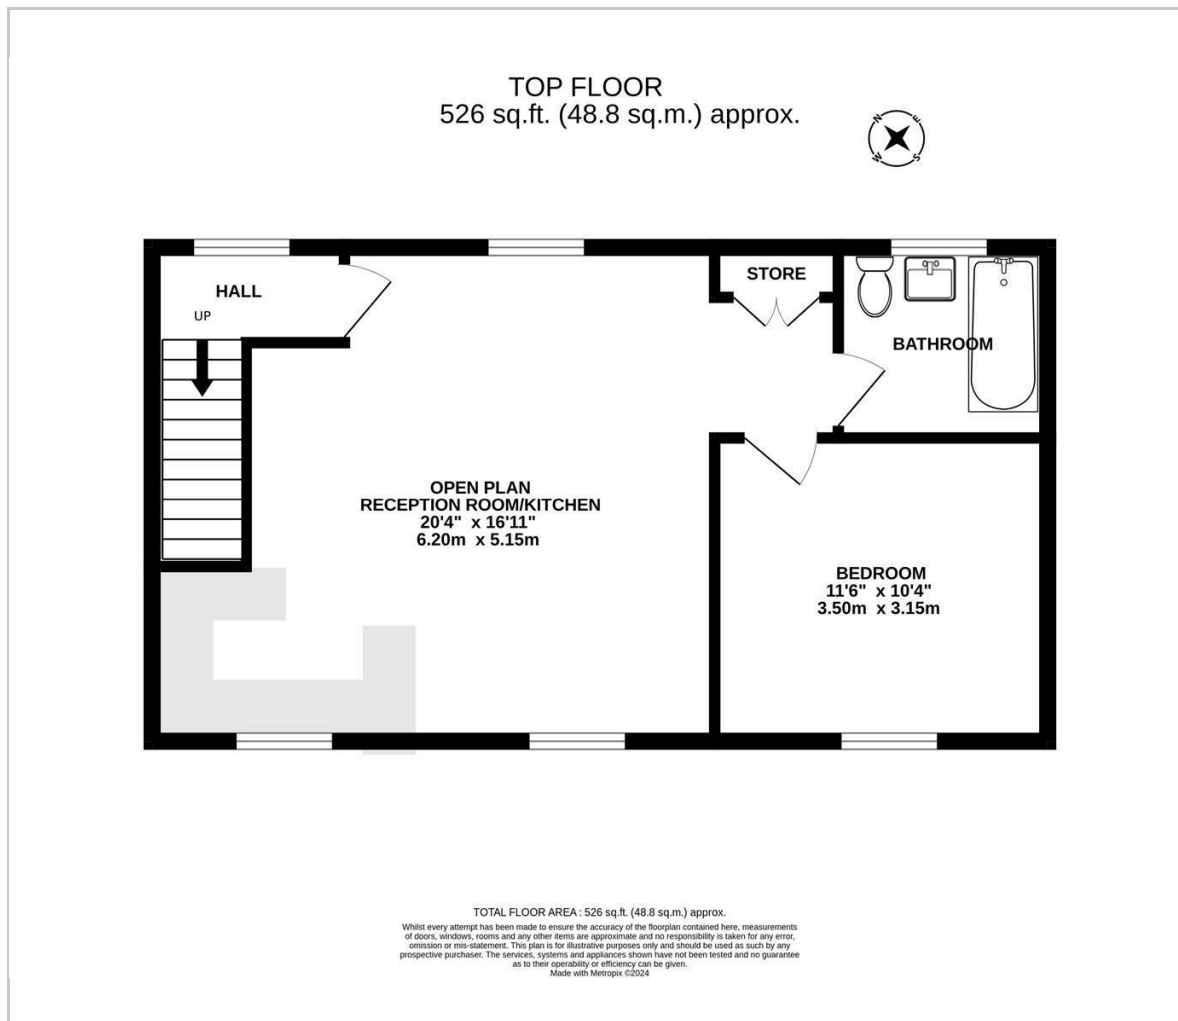 TOP FLOOR
526 sq.ft. (48.8 sq.m.) approx.
N
E
W
S
HALL
UP
STORE
BATHROOM
OPEN PLAN
RECEPTION ROOM/KITCHEN
20'4" x 16'11"
6.20m x 5.15m
BEDROOM
11'6" x 10'4"
3.50m x 3.15m
TOTAL FLOOR AREA : 526 sq.ft. (48.8 sq.m.) approx.
Whilst every attempt has been made to ensure the accuracy of the floorplan contained here, measurements
of doors, windows, rooms and any other items are approximate and no responsibility is taken for any error,
omission or mis-statement. This plan is for illustrative purposes only and should be used as such by any
prospective purchaser. The services, systems and appliances shown have not been tested and no guarantee
as to their operability or efficiency can be given.
Made with Metropix ©2024